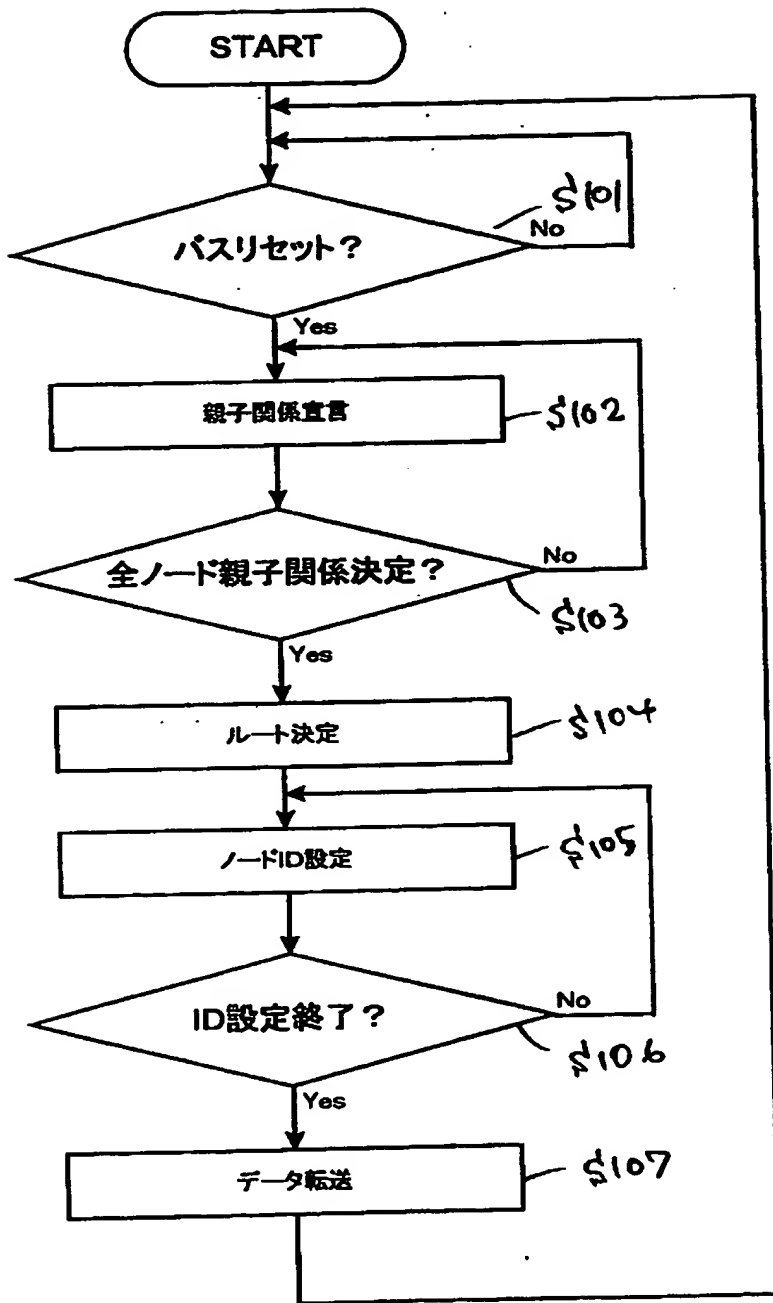 START
S101
バスリセット?
No
Yes
親子関係宣言
S102
全ノード親子関係決定?
No
S103
Yes
ルート決定
S104
ノードID設定
S105
ID設定終了?
No
S106
Yes
データ転送
S107